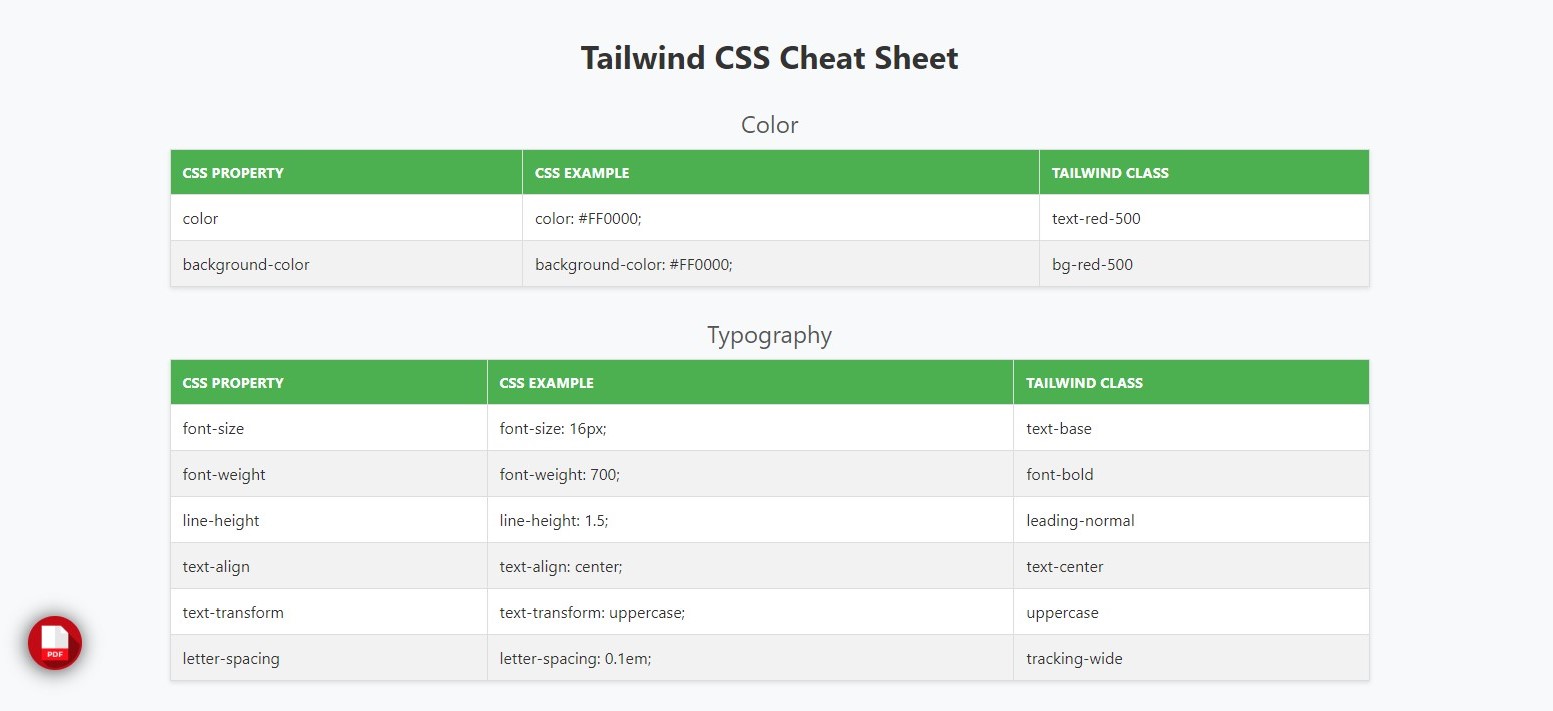 Tailwind CSS Cheat Sheet
Color
CSS PROPERTY CSS EXAMPLE TAILWIND CLASS
color color: #FF0000; text-red-500
background-color background-color: #FF0000; bg-red-500
Typography
CSS PROPERTY CSS EXAMPLE TAILWIND CLASS
font-size font-size: 16px; text-base
font-weight font-weight: 700; font-bold
line-height line-height: 1.5; leading-normal
text-align text-align: center; text-center
text-transform text-transform: uppercase; uppercase
letter-spacing letter-spacing: 0.1em; tracking-wide
PDF